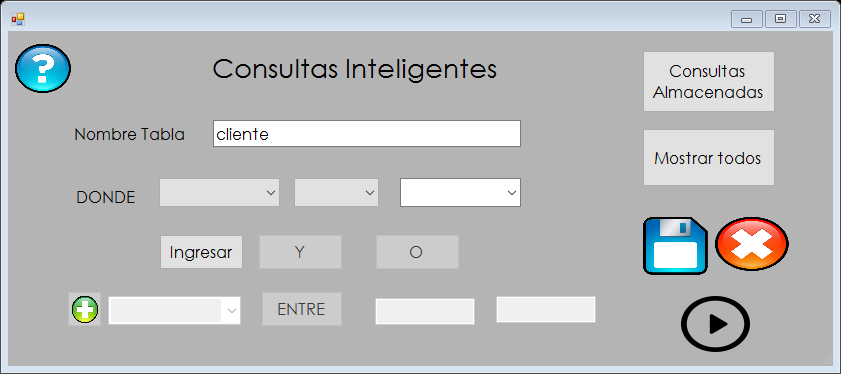 ?
Consultas Inteligentes
Consultas
Almacenadas
Nombre Tabla
cliente
Mostrar todos
DONDE
Ingresar
Y
O
ENTRE